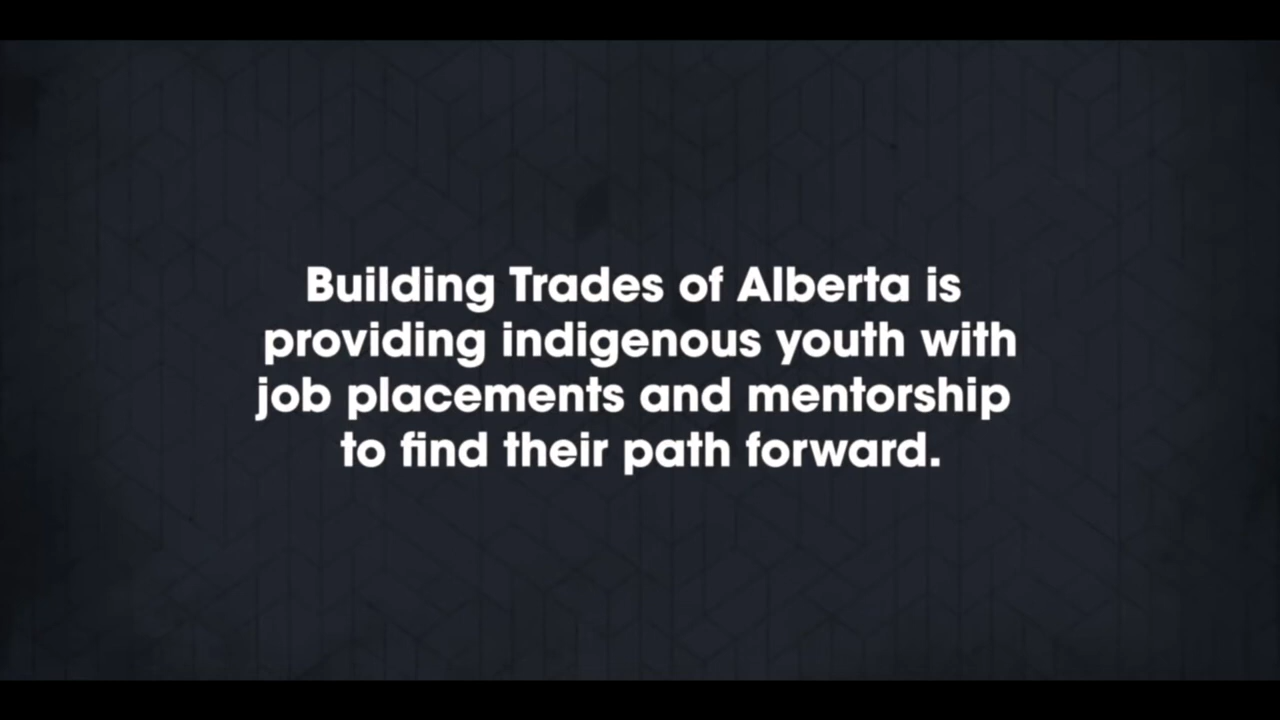 Building Trades of Alberta is
providing indigenous youth with
job placements and mentorship
to find their path forward.